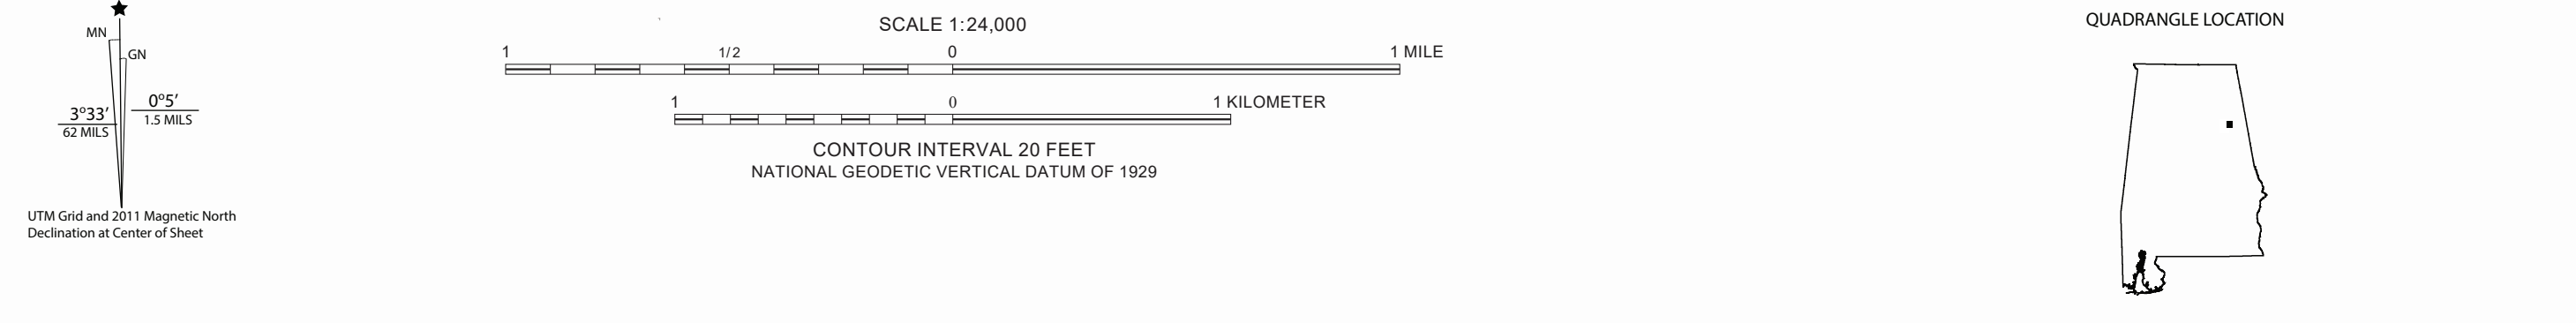 MN
GN
3°33′
62 MILS
0°5′
1.5 MILS
UTM Grid and 2011 Magnetic North
Declination at Center of Sheet
SCALE 1:24,000
1 1/2 0 1 MILE
1 0 1 KILOMETER
CONTOUR INTERVAL 20 FEET
NATIONAL GEODETIC VERTICAL DATUM OF 1929
QUADRANGLE LOCATION